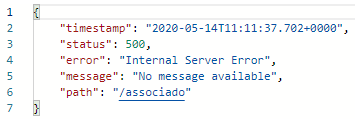 1 {
2 "timestamp": "2020-05-14T11:11:37.702+0000",
3 "status": 500,
4 "error": "Internal Server Error",
5 "message": "No message available",
6 "path": "/associado"
7 }